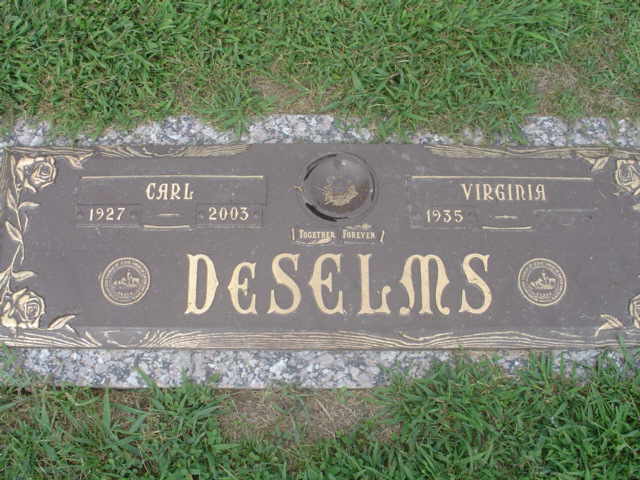 CARL VIRGINIA
1927 2003 1935
TOGETHER FOREVER
DESELMS